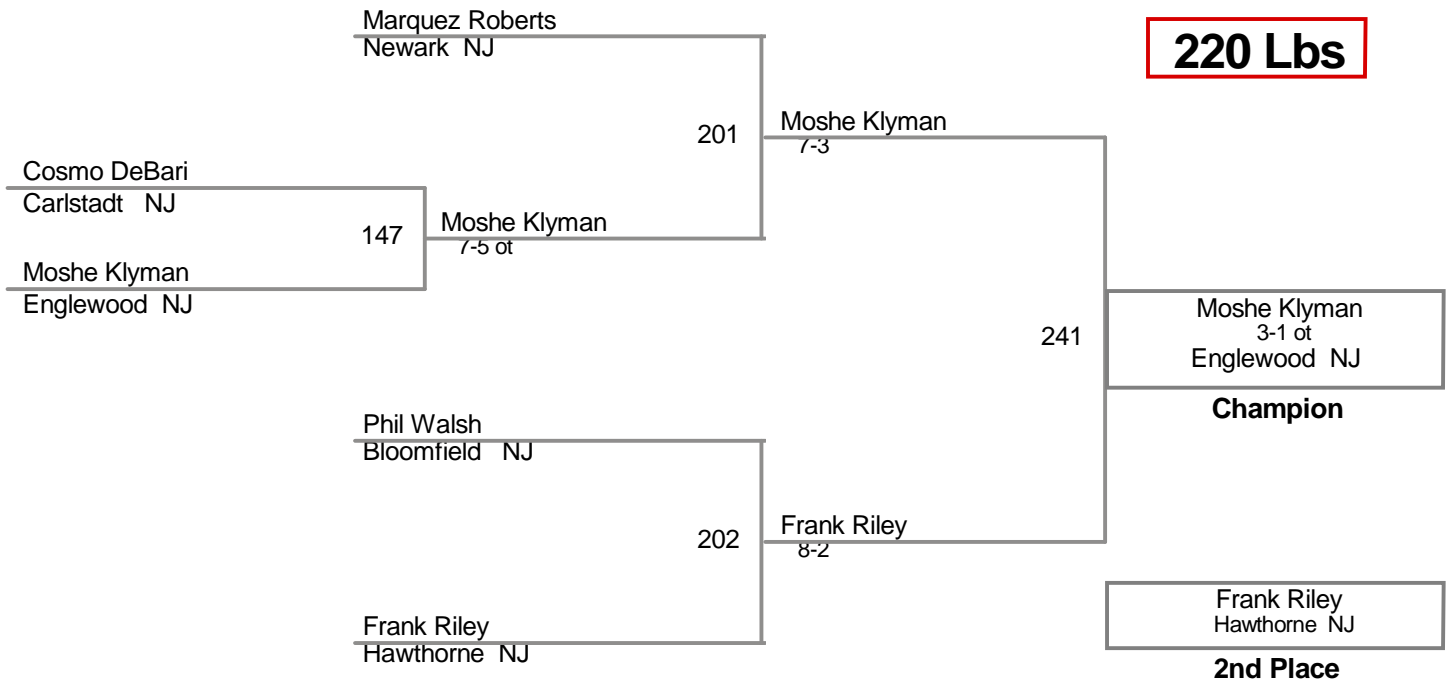 Marquez Roberts
Newark NJ
220 Lbs
201
Moshe Klyman
7-3
Cosmo DeBari
Carlstadt NJ
147
Moshe Klyman
7-5 ot
Moshe Klyman
Englewood NJ
241
Moshe Klyman
3-1 ot
Englewood NJ
Champion
Phil Walsh
Bloomfield NJ
202
Frank Riley
8-2
Frank Riley
Hawthorne NJ
Frank Riley
Hawthorne NJ
2nd Place